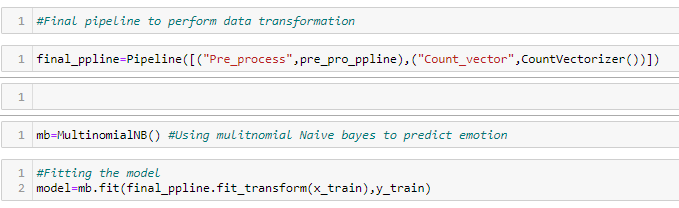 1 #Final pipeline to perform data transformation
1 final_ppline=Pipeline([("Pre_process",pre_pro_ppline),("Count_vector",CountVectorizer())])
1
1 mb=MultinomialNB() #Using mulitnomial Naive bayes to predict emotion
1 #Fitting the model
2 model=mb.fit(final_ppline.fit_transform(x_train),y_train)